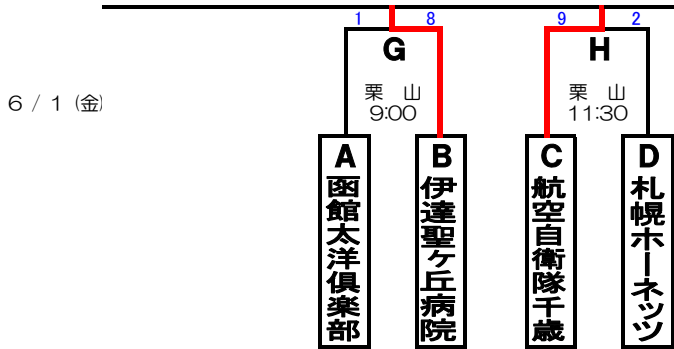 1 8 9 2
G H
6 / 1 (金)
栗 山 栗 山
9:00 11:30
A B C D
函館太洋倶楽部
伊達聖ヶ丘病院
航空自衛隊千歳
札幌ホーネッツ